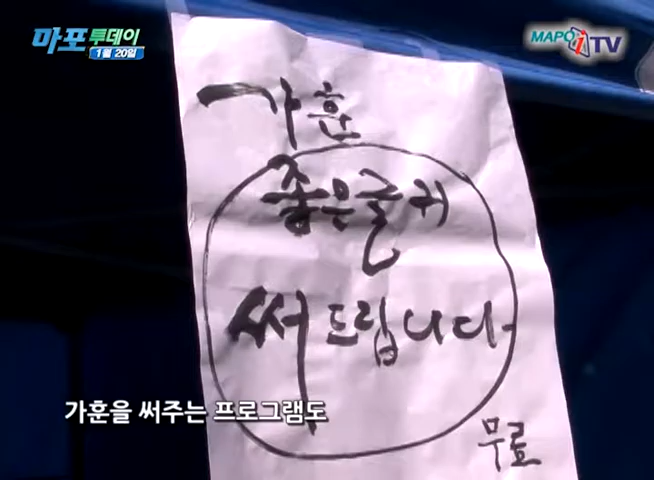 마포 투데이
1월 20일
MAPO i TV
가훈
좋은글귀
써드립니다
무료
가훈을 써주는 프로그램도